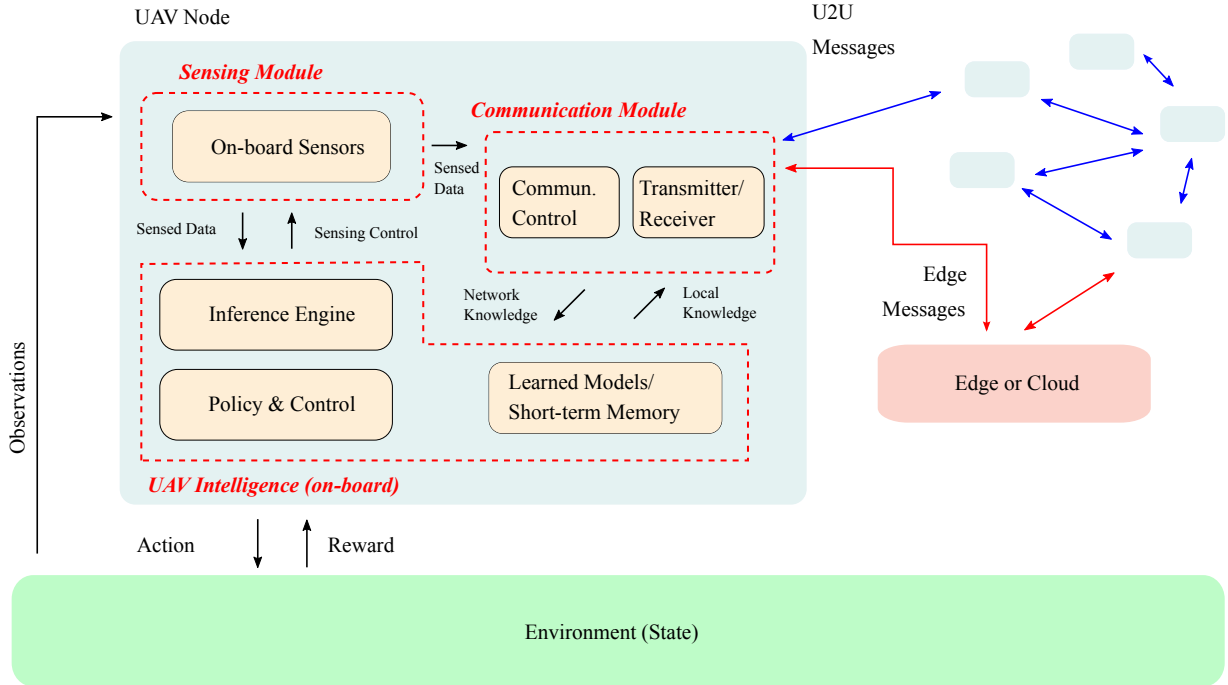 UAV Node
U2U
Messages
Sensing Module
Communication Module
On-board Sensors
Sensed
Data
Commun.
Control
Transmitter/
Receiver
Sensed Data
Sensing Control
Edge
Messages
Network
Knowledge
Local
Knowledge
Inference Engine
Learned Models/
Short-term Memory
Edge or Cloud
Policy & Control
Observations
UAV Intelligence (on-board)
Action
Reward
Environment (State)